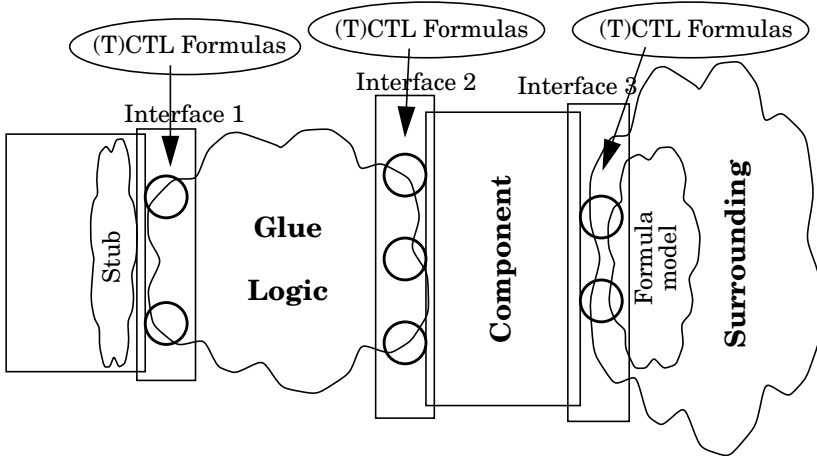 (T)CTL Formulas
(T)CTL Formulas
(T)CTL Formulas
Interface 1
Interface 2
Interface 3
Stub
Glue
Logic
Component
Formula
model
Surrounding